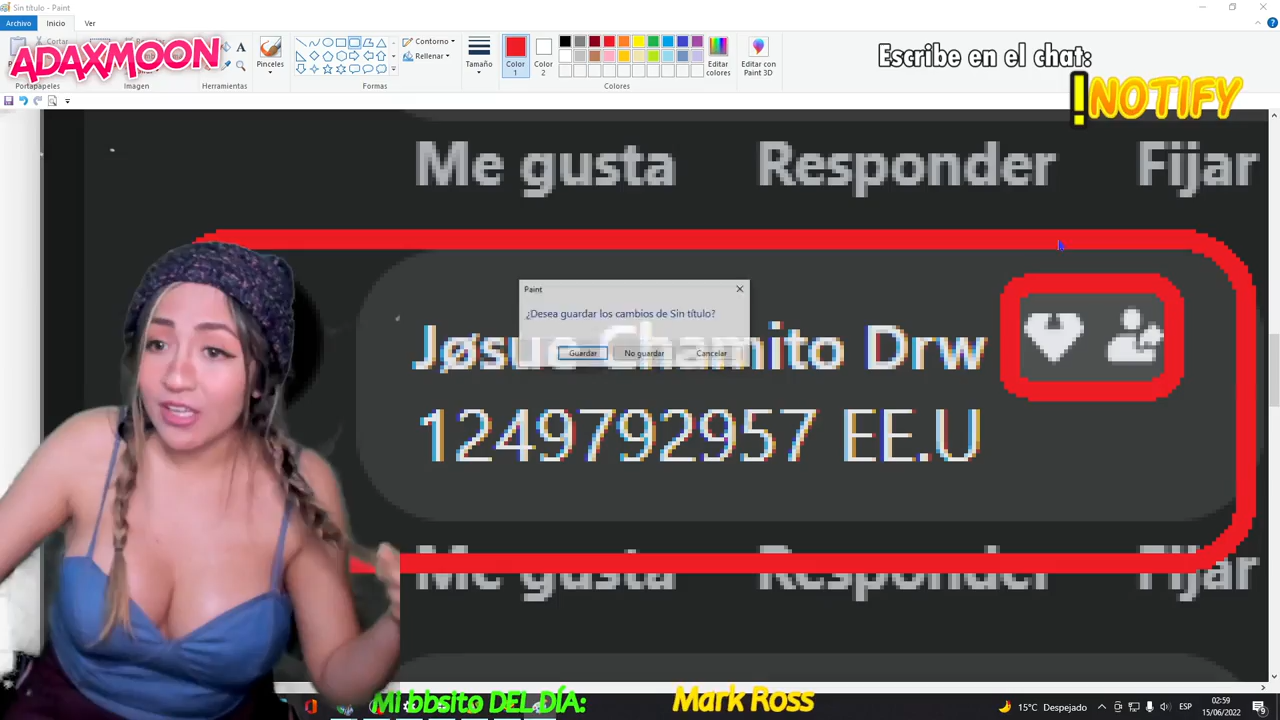 Sin título - Paint
Archivo Inicio Ver
Cortar
ADAXMOON
Pinceles
Contorno
Rellenar
Tamaño
Color 1
Color 2
Editar colores
Editar con Paint 3D
Portapapeles Imagen Herramientas Formas Colores
Escribe en el chat:
!NOTIFY
Me gusta Responder Fijar
Paint
¿Desea guardar los cambios de Sin título?
Guardar No guardar Cancelar
Jøsue Chamito Drw
1249792957 EE.U
Me gusta Responder Fijar
Mi bbsito DEL DÍA: Mark Ross
15°C Despejado ESP
02:59
15/06/2022